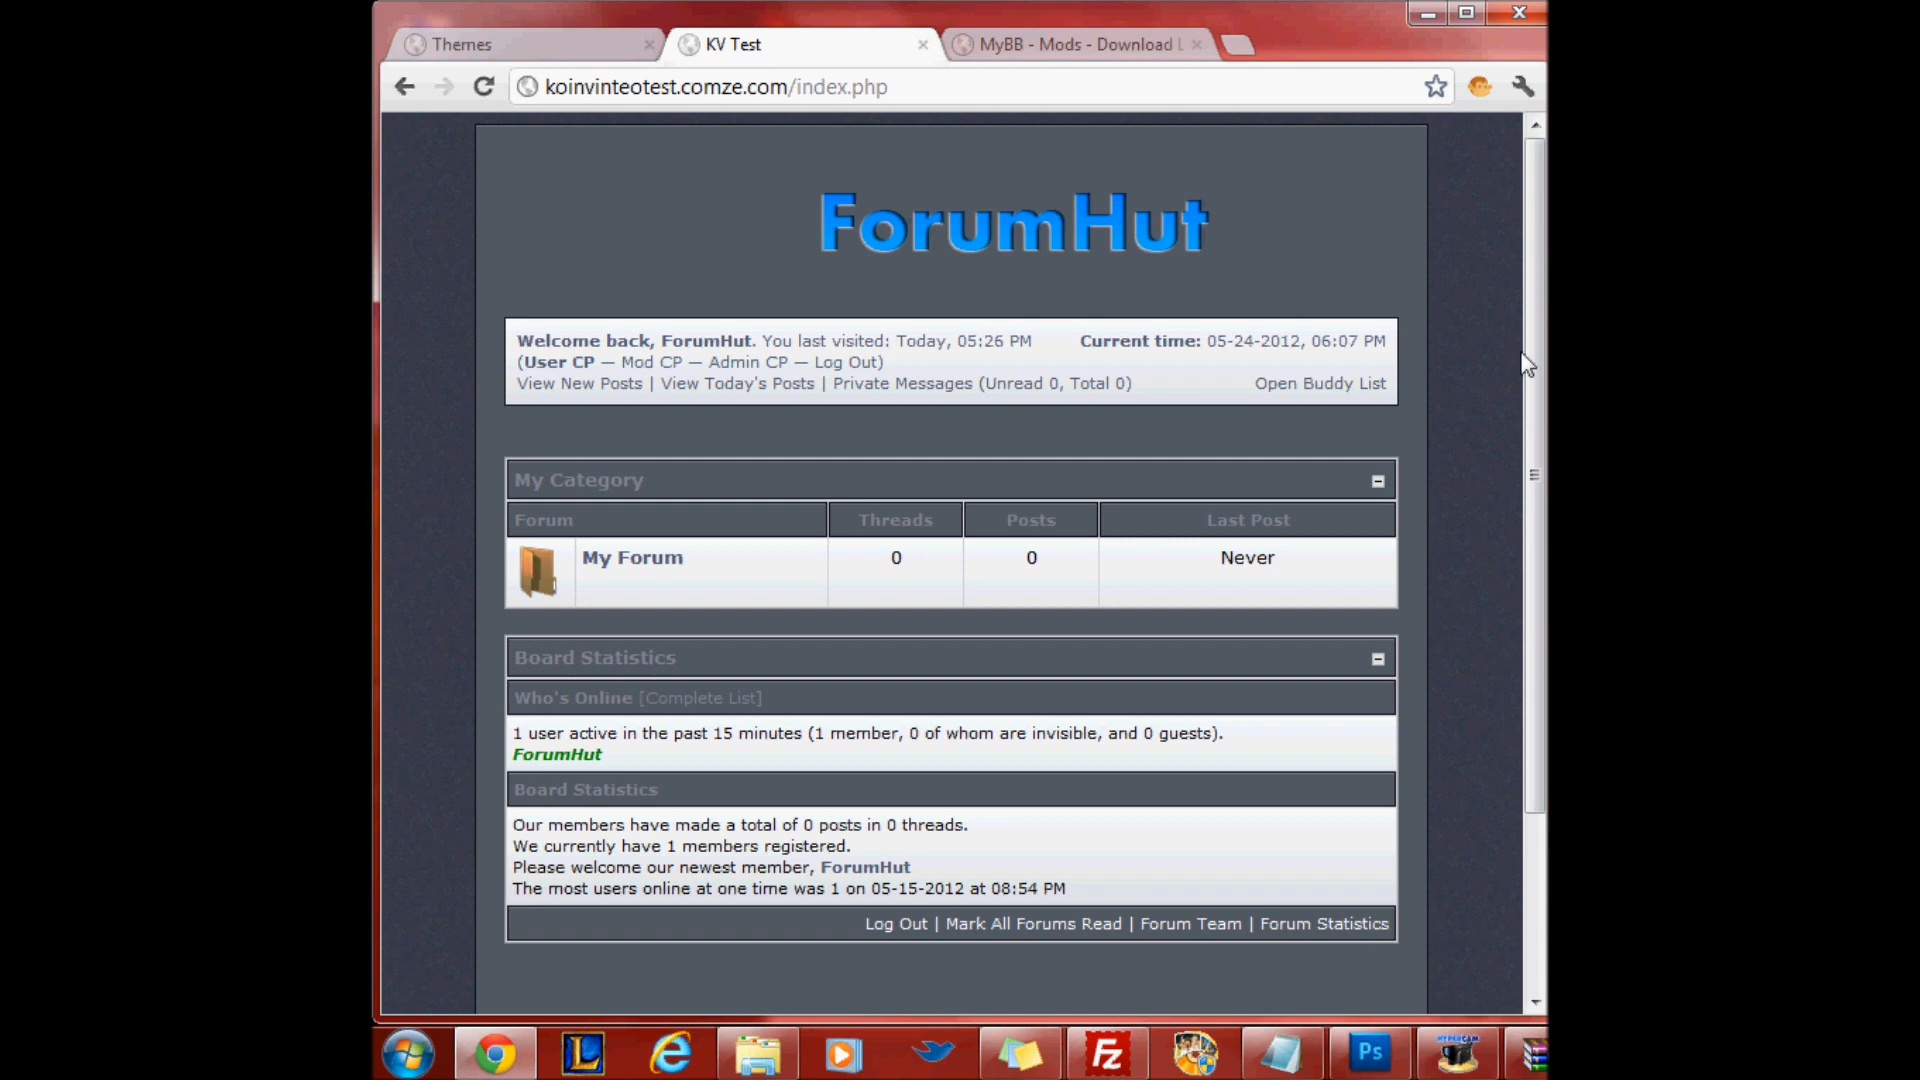 Themes
KV Test
MyBB - Mods - Download L
koinvinteotest.comze.com/index.php
ForumHut
Welcome back, ForumHut. You last visited: Today, 05:26 PM Current time: 05-24-2012, 06:07 PM
(User CP — Mod CP — Admin CP — Log Out)
View New Posts | View Today's Posts | Private Messages (Unread 0, Total 0) Open Buddy List
My Category
Forum Threads Posts Last Post
My Forum 0 0 Never
Board Statistics
Who's Online [Complete List]
1 user active in the past 15 minutes (1 member, 0 of whom are invisible, and 0 guests).
ForumHut
Board Statistics
Our members have made a total of 0 posts in 0 threads.
We currently have 1 members registered.
Please welcome our newest member, ForumHut
The most users online at one time was 1 on 05-15-2012 at 08:54 PM
Log Out | Mark All Forums Read | Forum Team | Forum Statistics
L
Fz
Ps
HYPERCAM